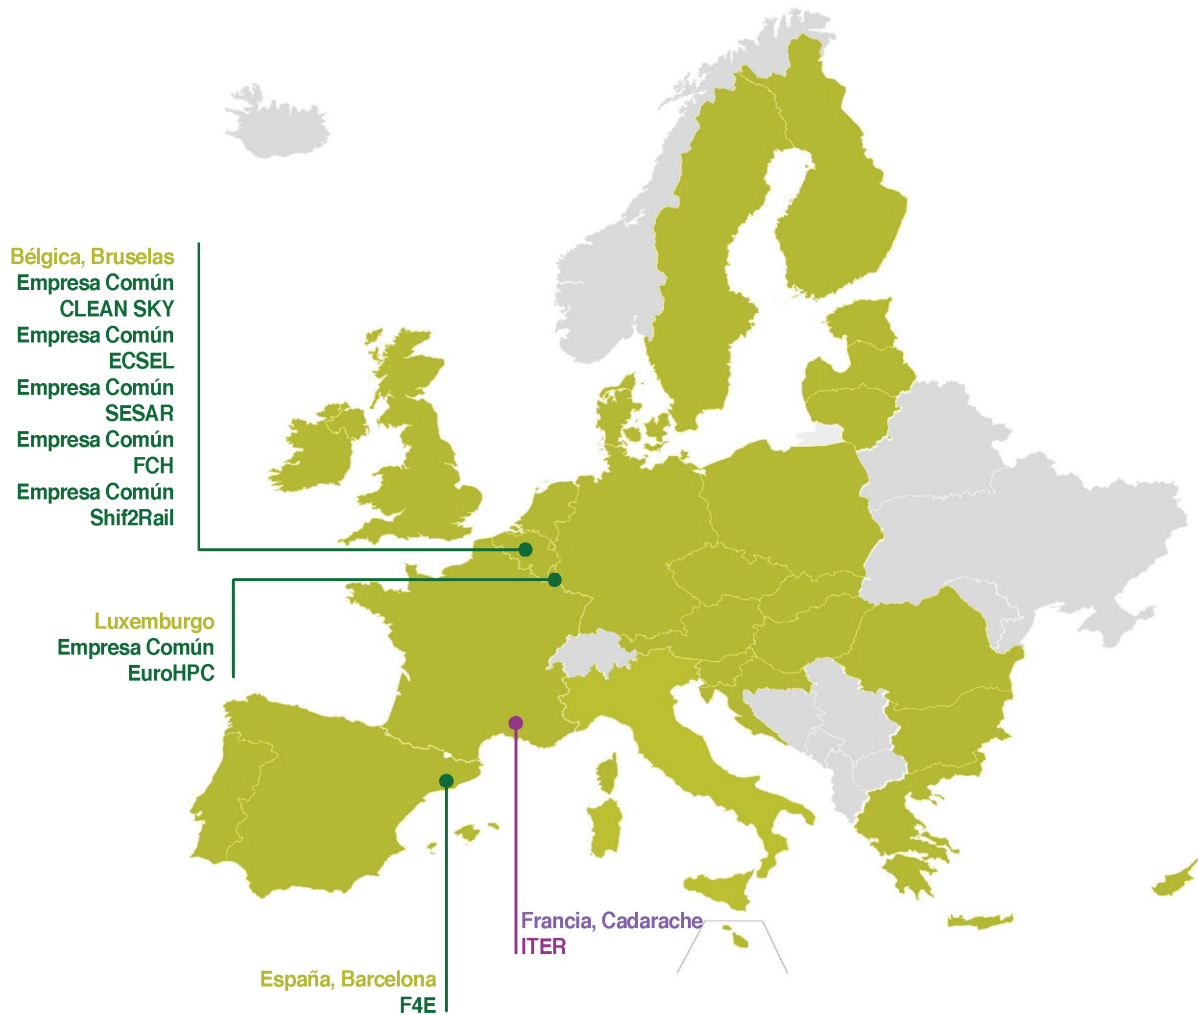 Bélgica, Bruselas
Empresa Común
CLEAN SKY
Empresa Común
ECSEL
Empresa Común
SESAR
Empresa Común
FCH
Empresa Común
Shif2Rail
Luxemburgo
Empresa Común
EuroHPC
Francia, Cadarache
ITER
España, Barcelona
F4E